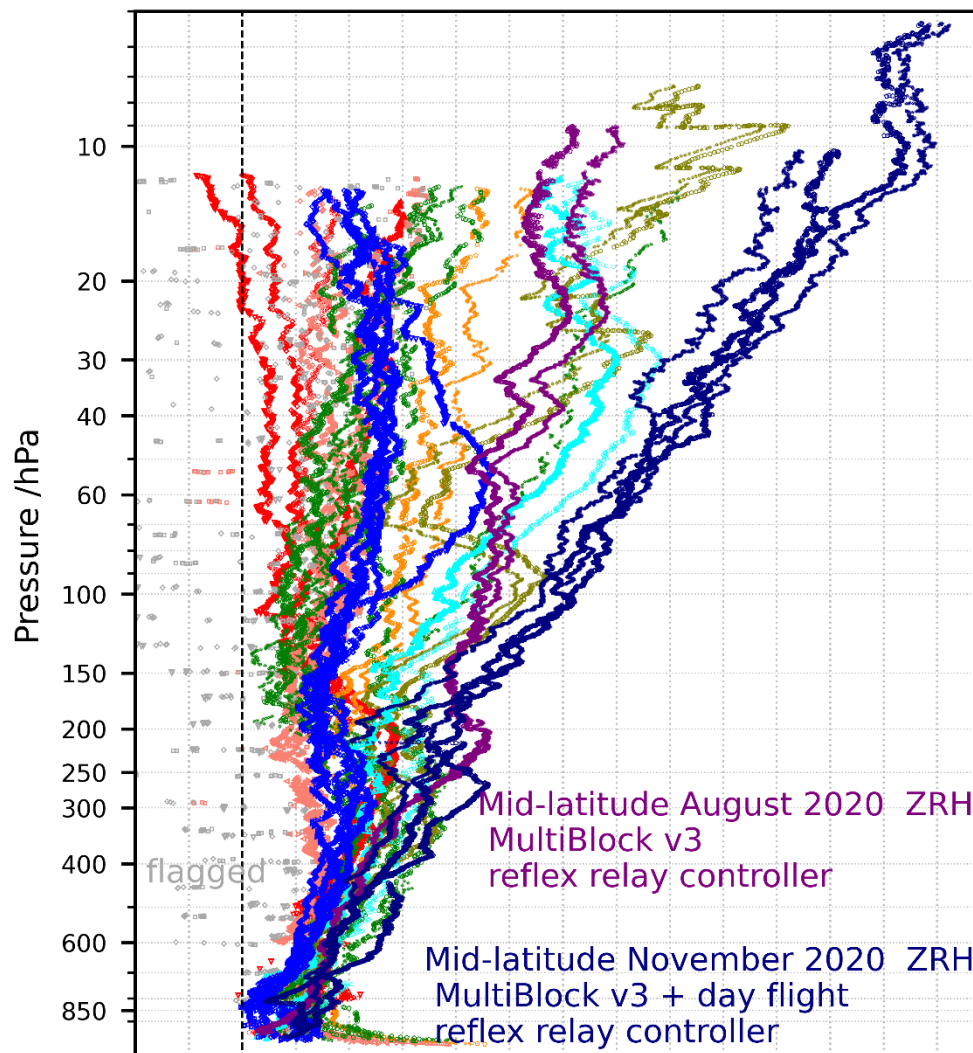 Pressure /hPa
10
20
30
40
60
100
150
200
250
300
400
600
850
flagged
Mid-latitude August 2020 ZRH
MultiBlock v3
reflex relay controller
Mid-latitude November 2020 ZRH
MultiBlock v3 + day flight
reflex relay controller